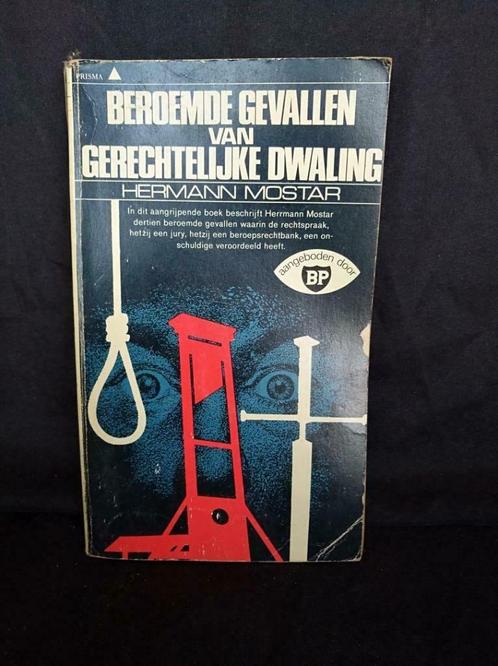 PRISMA
BEROEMDE GEVALLEN
VAN
GERECHTELIJKE DWALING
HERMANN MOSTAR
In dit aangrijpende boek beschrijft Herrmann Mostar
dertien beroemde gevallen waarin de rechtspraak,
hetzij een jury, hetzij een beroepsrechtbank, een on-
schuldige veroordeeld heeft.
aangeboden door
BP